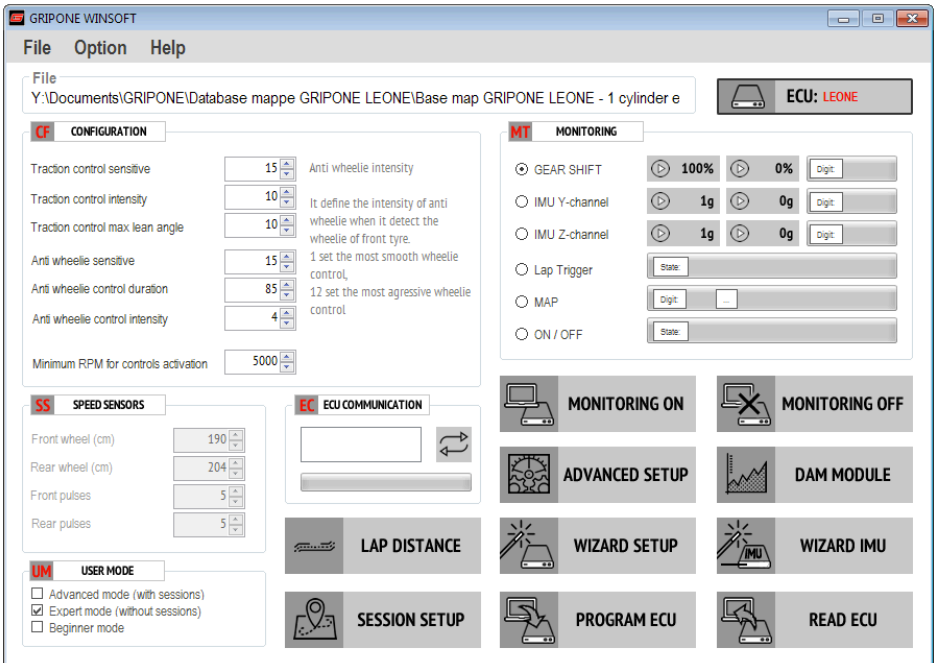 GRIPONE WINSOFT
File Option Help
File
Y:\Documents\GRIPONE\Database mappe GRIPONE LEONE\Base map GRIPONE LEONE - 1 cylinder e
ECU: LEONE
CF CONFIGURATION
Traction control sensitive 15
Traction control intensity 10
Traction control max lean angle 10
Anti wheelie sensitive 15
Anti wheelie control duration 85
Anti wheelie control intensity 4
Minimum RPM for controls activation 5000
Anti wheelie intensity
It define the intensity of anti
wheelie when it detect the
wheelie of front tyre.
1 set the most smooth wheelie
control,
12 set the most agressive wheelie
control
MT MONITORING
GEAR SHIFT 100% 0% Digit:
IMU Y-channel 1g 0g Digit:
IMU Z-channel 1g 0g Digit:
Lap Trigger State:
MAP Digit: ...
ON / OFF State:
SS SPEED SENSORS
Front wheel (cm) 190
Rear wheel (cm) 204
Front pulses 5
Rear pulses 5
EC ECU COMMUNICATION
MONITORING ON
MONITORING OFF
ADVANCED SETUP
DAM MODULE
LAP DISTANCE
WIZARD SETUP
IMU WIZARD IMU
UM USER MODE
Advanced mode (with sessions)
Expert mode (without sessions)
Beginner mode
SESSION SETUP
PROGRAM ECU
READ ECU